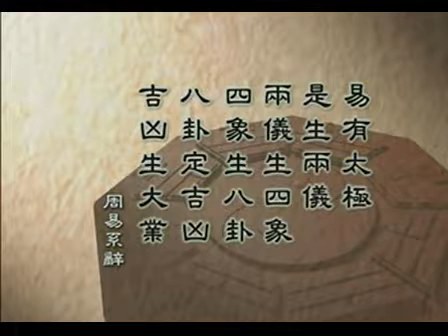 易有太極
是生兩儀
兩儀生四象
四象生八卦
八卦定吉凶
吉凶生大業
周易系辭